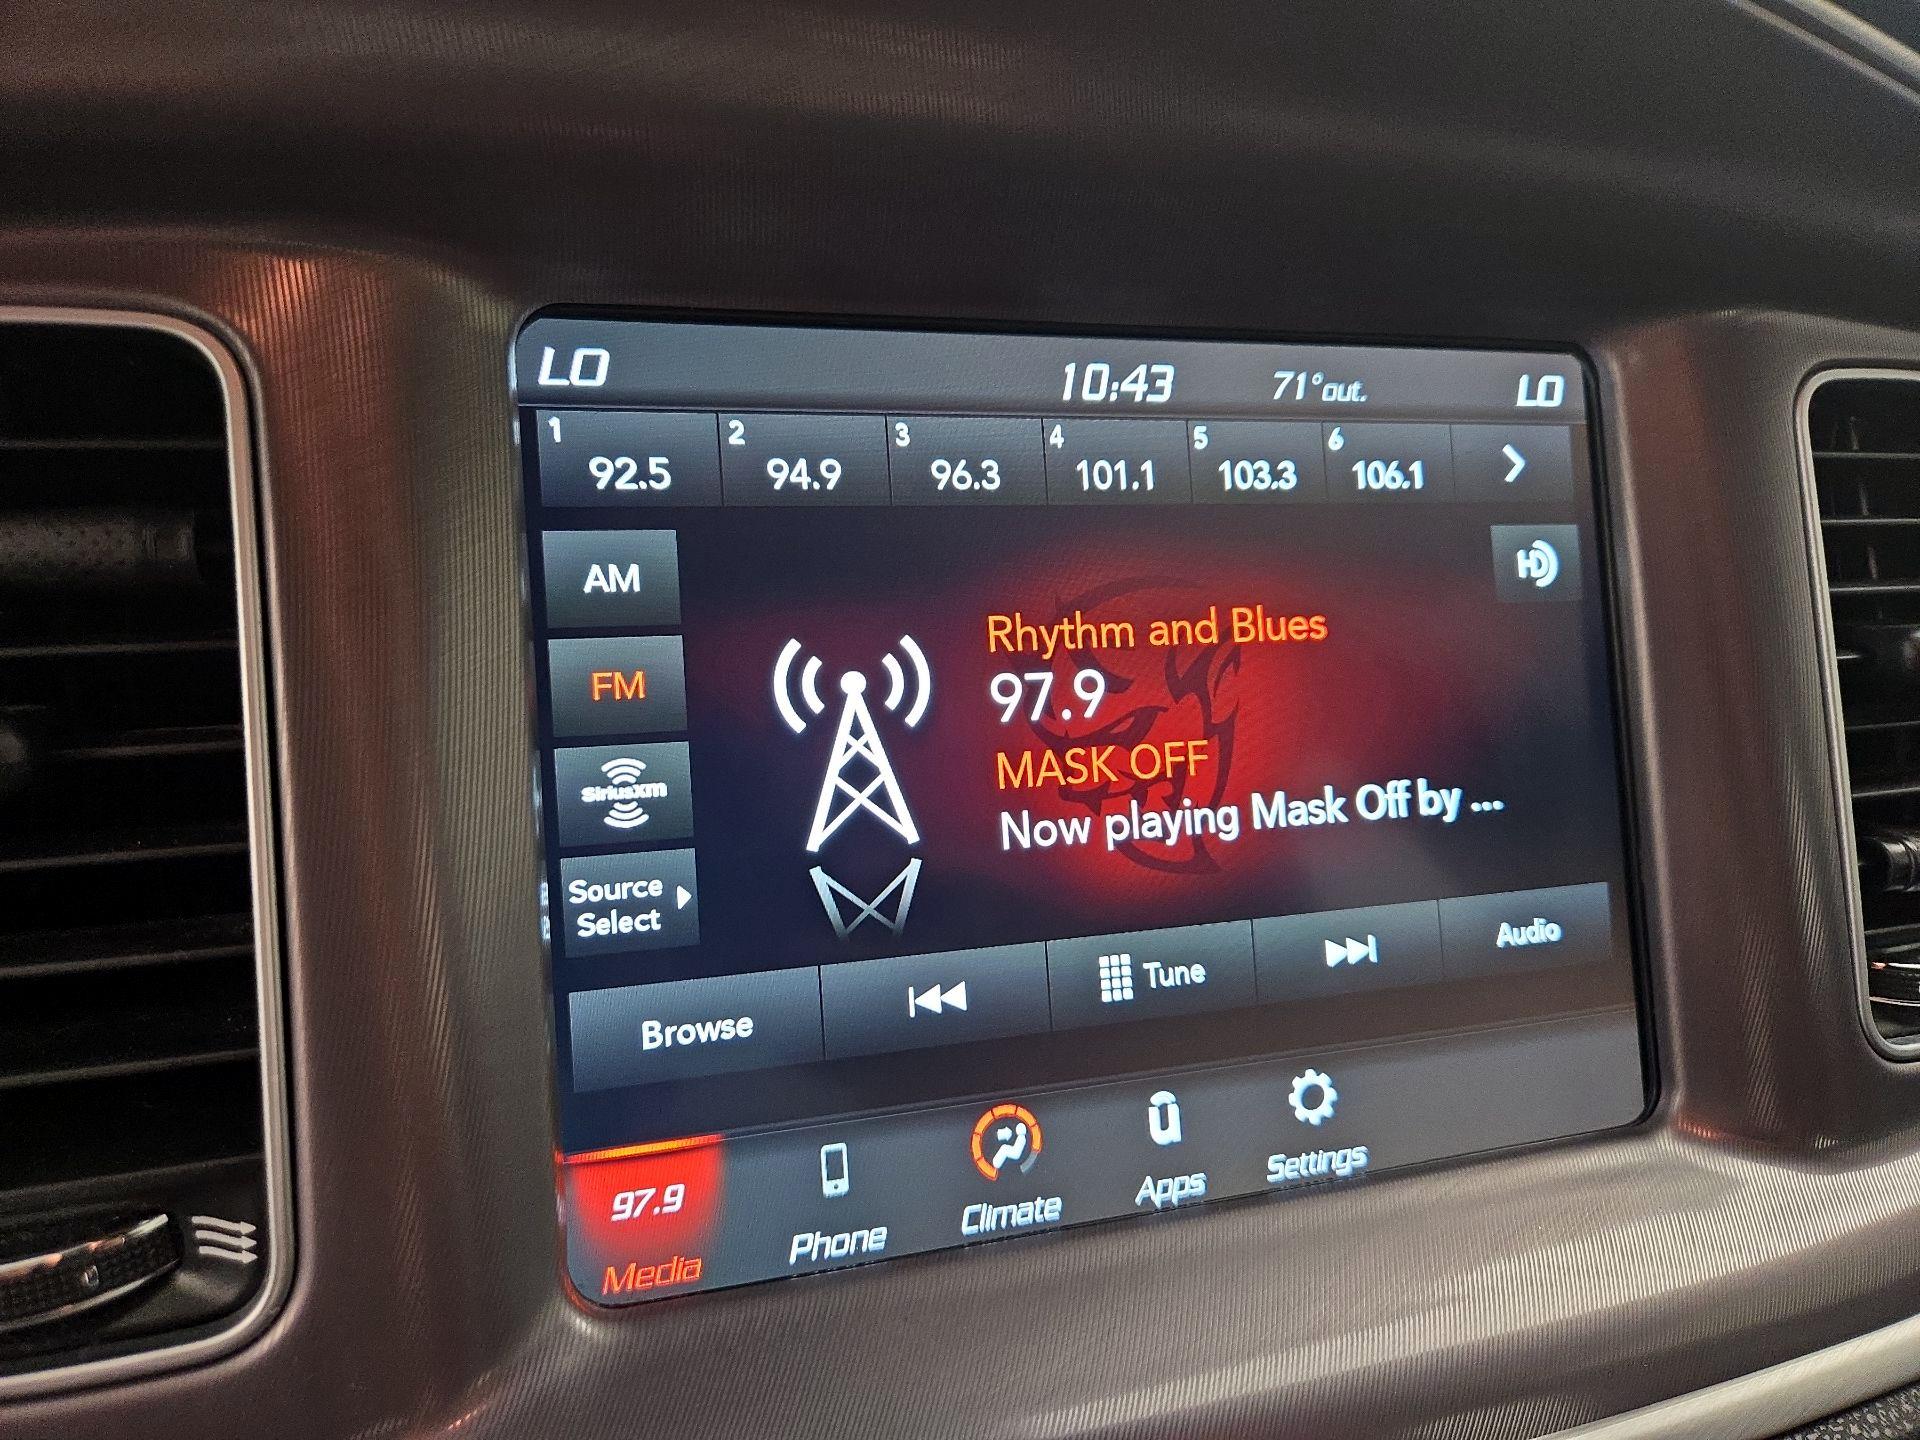 LO 10:43 71°out. LO
1 92.5 2 94.9 3 96.3 4 101.1 5 103.3 6 106.1
AM
HD
Rhythm and Blues
FM
97.9
MASK OFF
SiriusXM
Now playing Mask Off by ...
Source
Select
Browse Tune Audio
97.9
Media Phone Climate Apps Settings